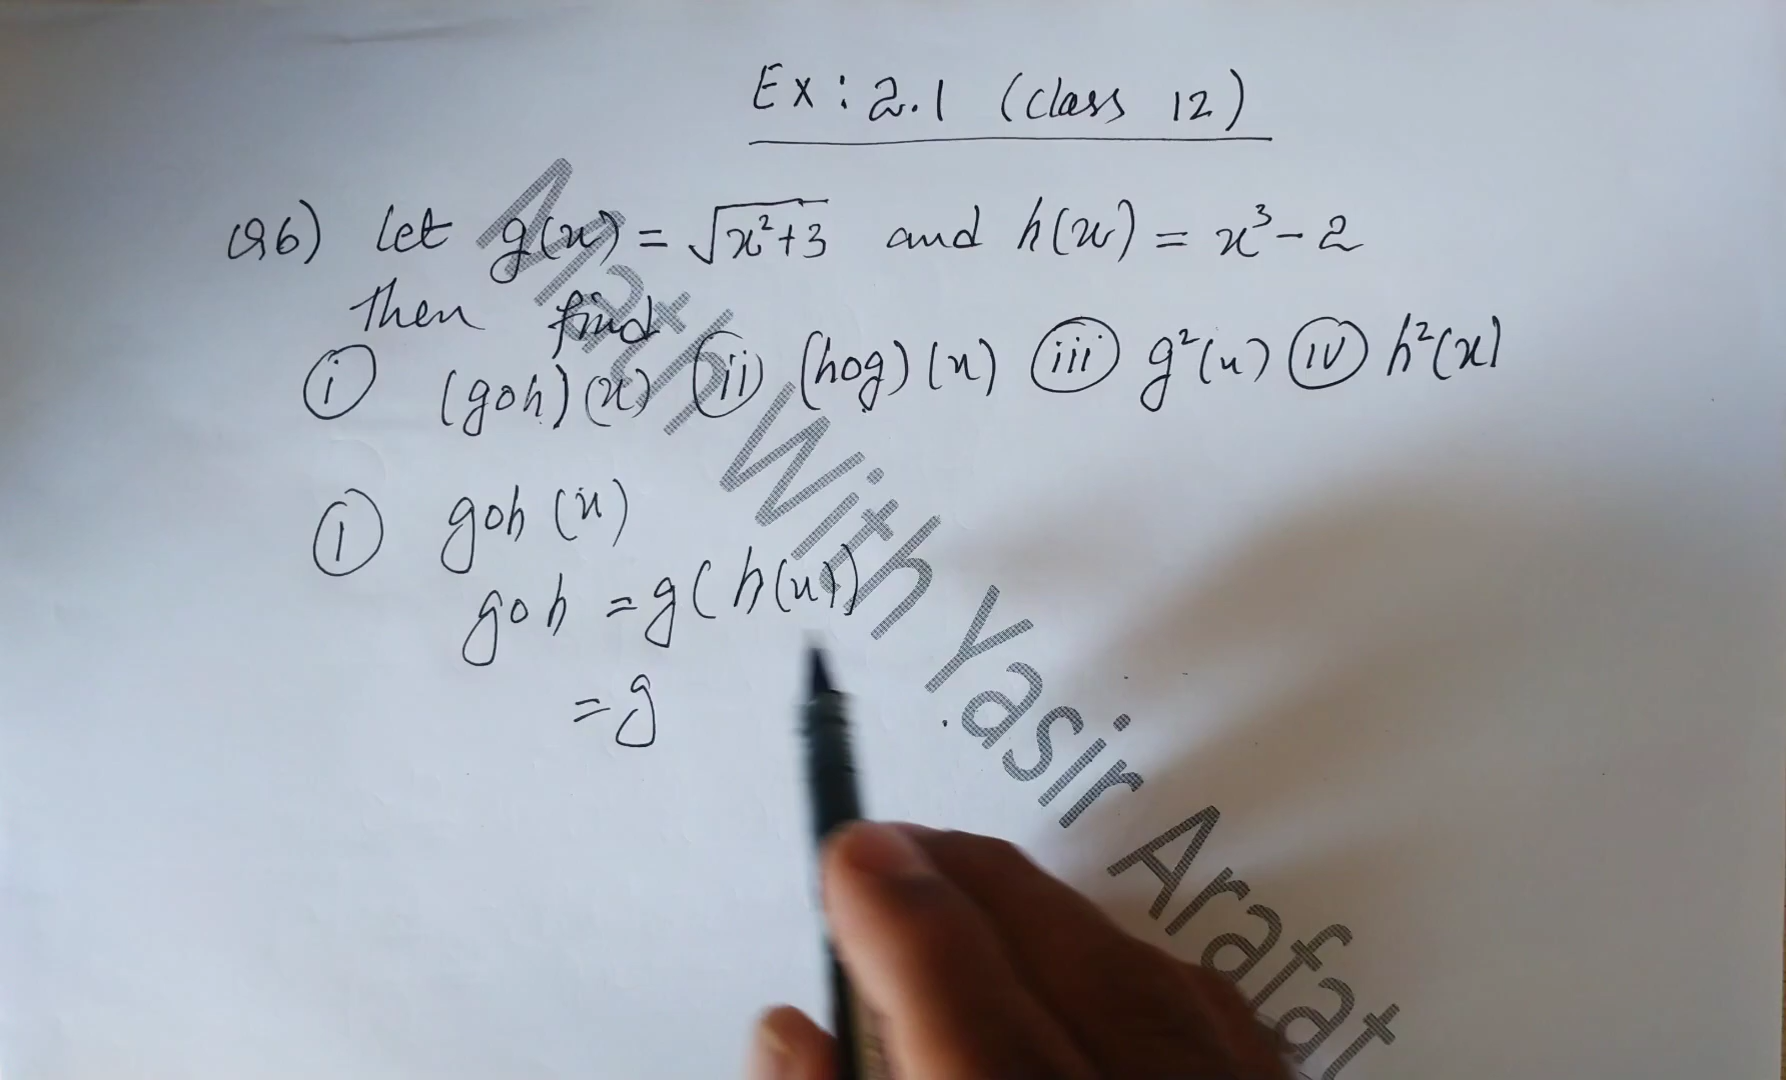 Ex: 2.1 (class 12)
Q6) let g(x) = √x²+3 and h(x) = x³-2
then find
(i) (goh)(x) (ii) (hog)(x) (iii) g²(x) (iv) h²(x)
(i) goh(x)
goh = g(h(x))
= g
Math With Yasir Arafat